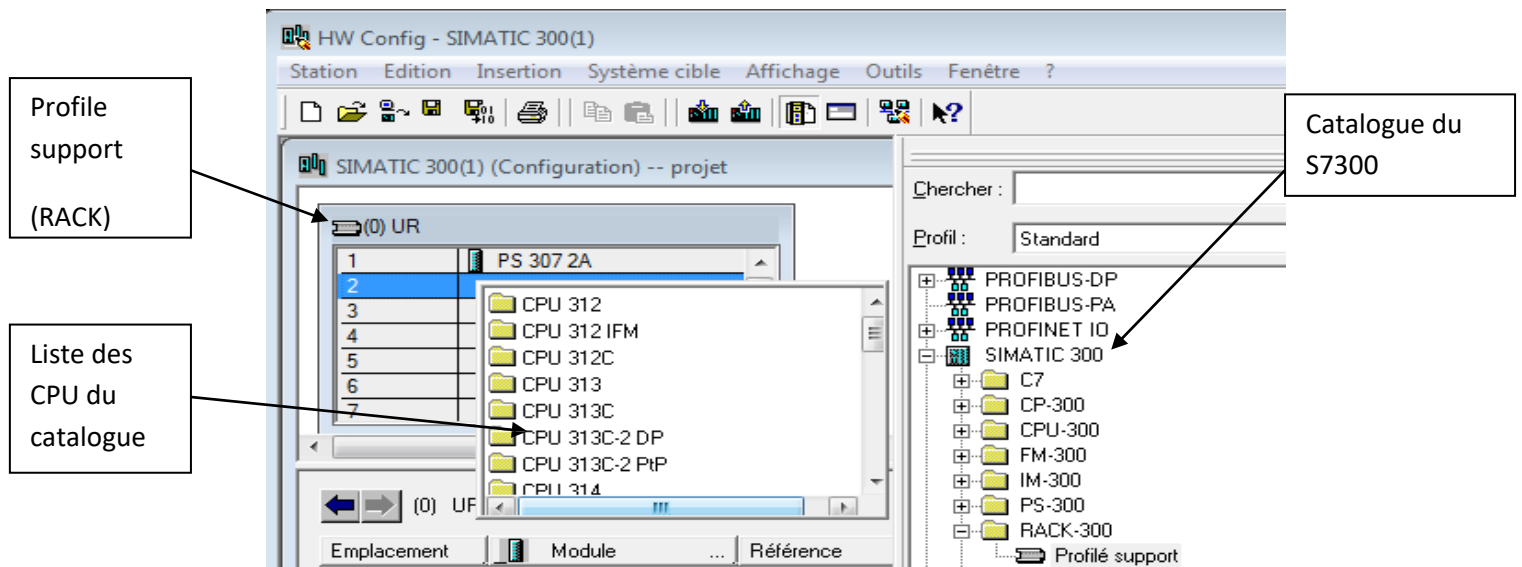 HW Config - SIMATIC 300(1)
Station Edition Insertion Système cible Affichage Outils Fenêtre ?
Profile
support
(RACK)
Catalogue du
S7300
SIMATIC 300(1) (Configuration) -- projet
Chercher :
Profil : Standard
(0) UR
1 PS 307 2A
2
3
4
5
6
7
CPU 312
CPU 312 IFM
CPU 312C
CPU 313
CPU 313C
CPU 313C-2 DP
CPU 313C-2 PtP
CPU 314
Liste des
CPU du
catalogue
PROFIBUS-DP
PROFIBUS-PA
PROFINET IO
SIMATIC 300
C7
CP-300
CPU-300
FM-300
IM-300
PS-300
RACK-300
Profilé support
(0) UR
Emplacement Module ... Référence